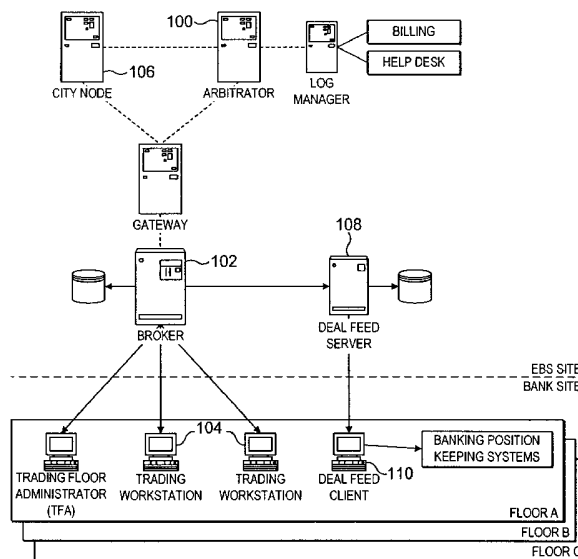 100
BILLING
HELP DESK
106
CITY NODE
ARBITRATOR
LOG
MANAGER
GATEWAY
102
108
BROKER
DEAL FEED
SERVER
EBS SITE
BANK SITE
104
TRADING FLOOR
ADMINISTRATOR
(TFA)
TRADING
WORKSTATION
TRADING
WORKSTATION
110
DEAL FEED
CLIENT
BANKING POSITION
KEEPING SYSTEMS
FLOOR A
FLOOR B
FLOOR C